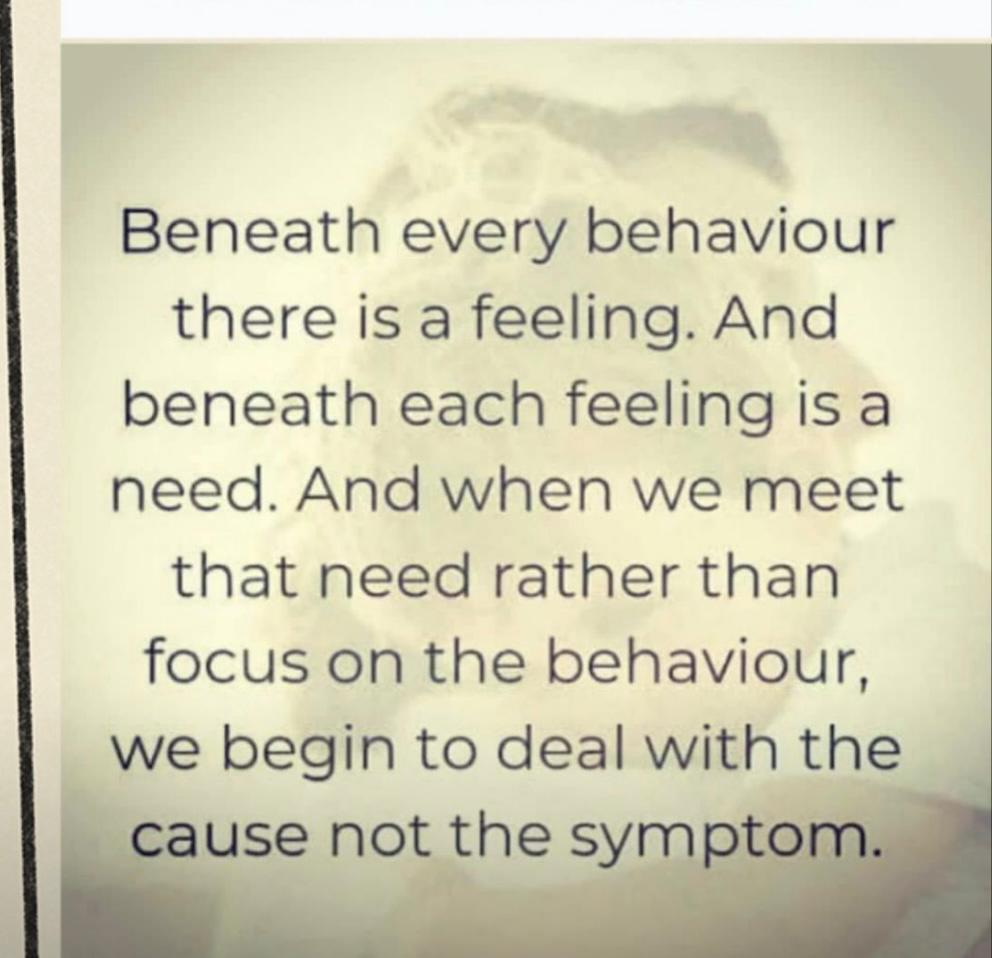 Beneath every behaviour
there is a feeling. And
beneath each feeling is a
need. And when we meet
that need rather than
focus on the behaviour,
we begin to deal with the
cause not the symptom.